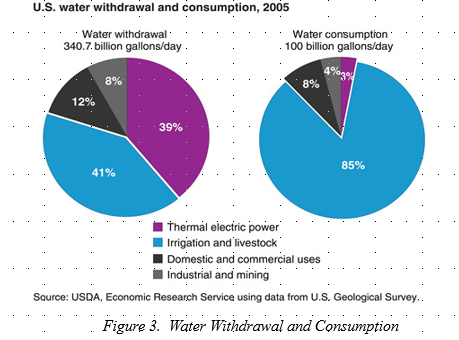 U.S. water withdrawal and consumption, 2005
Water withdrawal
340.7 billion gallons/day
Water consumption
100 billion gallons/day
8%
39%
12%
41%
4%
3%
8%
85%
Thermal electric power
Irrigation and livestock
Domestic and commercial uses
Industrial and mining
Source: USDA, Economic Research Service using data from U.S. Geological Survey.
Figure 3. Water Withdrawal and Consumption